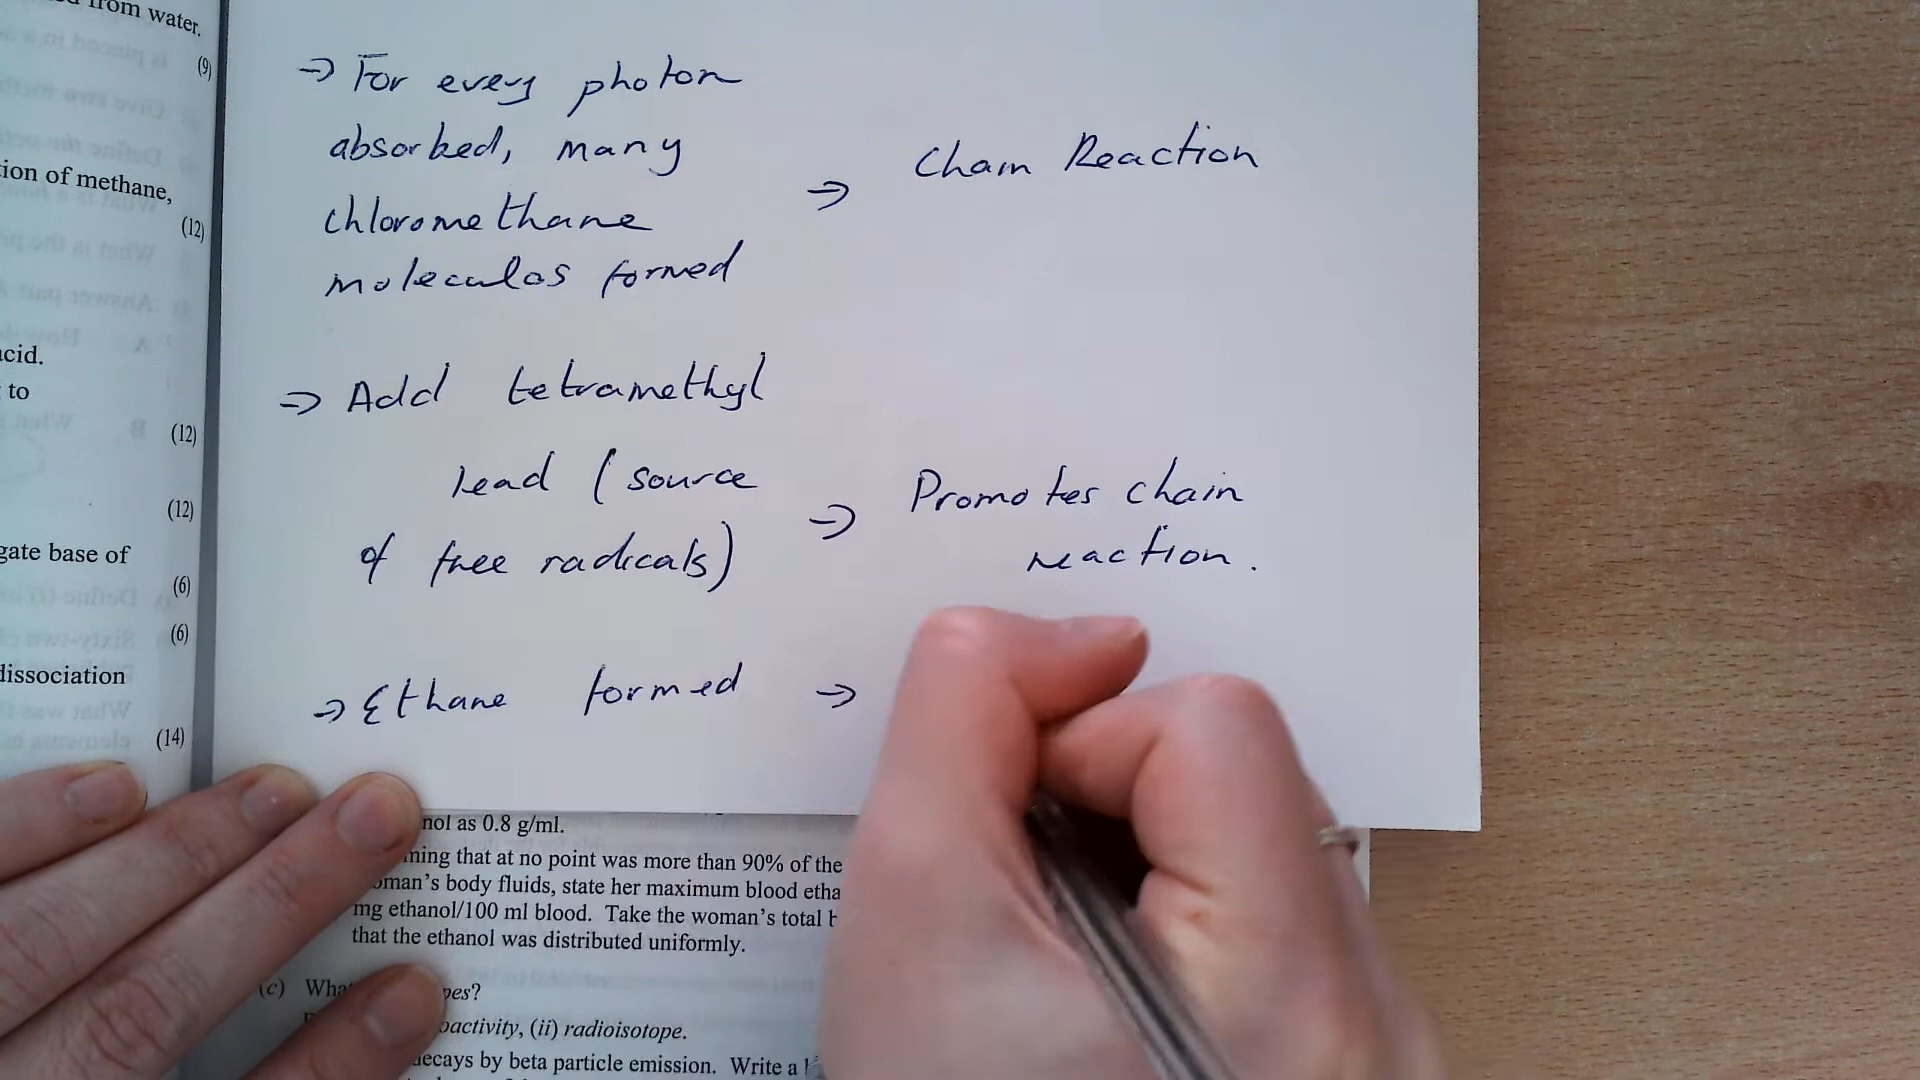 from water.
(9)
tion of methane,
(12)
acid.
to
(12)
(12)
gate base of
(6)
(6)
dissociation
(14)
→ For every photon
absorbed, many
chloromethane
molecules formed
→ Chain Reaction
→ Add tetramethyl
lead (source
of free radicals)
→ Promotes chain
reaction.
→ Ethane formed →
nol as 0.8 g/ml.
ming that at no point was more than 90% of the
oman's body fluids, state her maximum blood etha
mg ethanol/100 ml blood. Take the woman's total
that the ethanol was distributed uniformly.
(c) Wha pes?
oactivity, (ii) radioisotope.
decays by beta particle emission. Write a